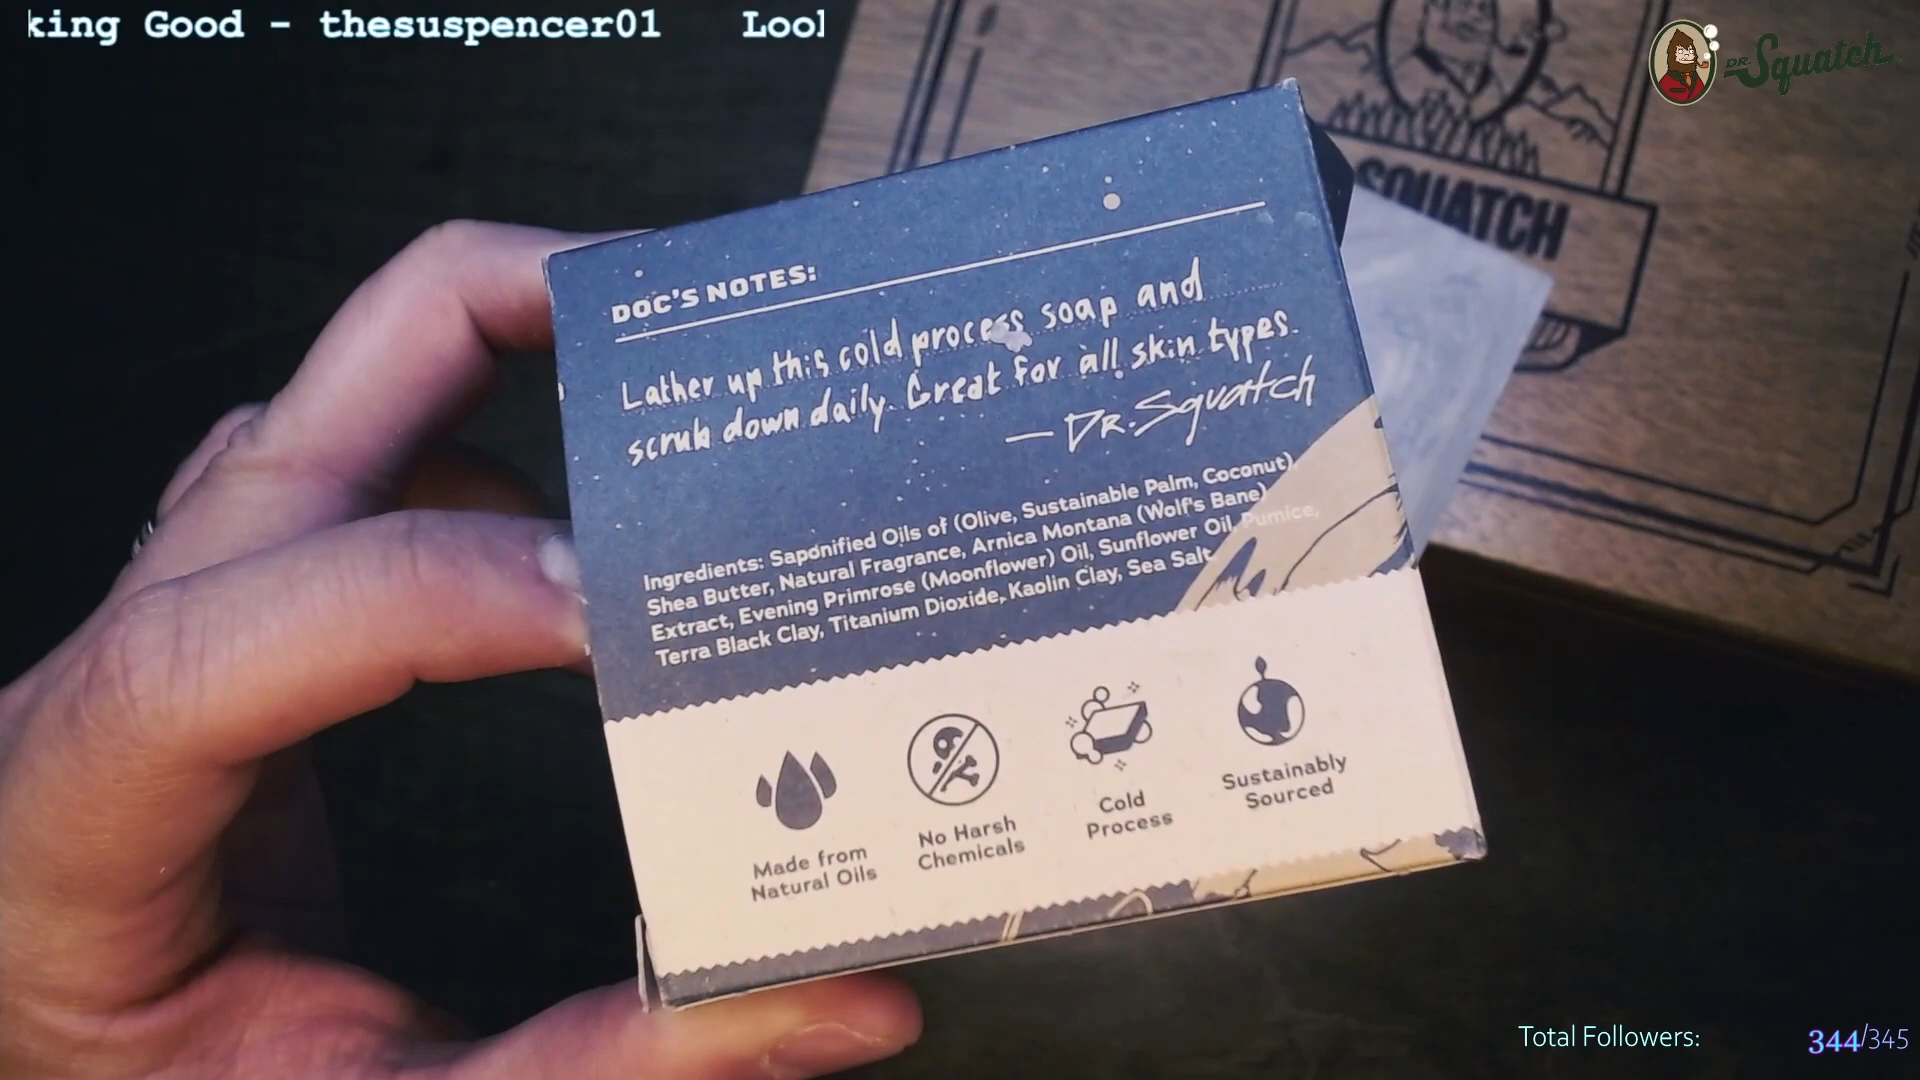 king Good - thesuspencer01 Lool
DR. Squatch
SQUATCH
DOC'S NOTES:
Lather up this cold process soap and
scrub down daily. Great for all skin types.
— DR. Squatch
Ingredients: Saponified Oils of (Olive, Sustainable Palm, Coconut),
Shea Butter, Natural Fragrance, Arnica Montana (Wolf's Bane)
Extract, Evening Primrose (Moonflower) Oil, Sunflower Oil, Pumice,
Terra Black Clay, Titanium Dioxide, Kaolin Clay, Sea Salt
Made from
Natural Oils
No Harsh
Chemicals
Cold
Process
Sustainably
Sourced
Total Followers: 344/345